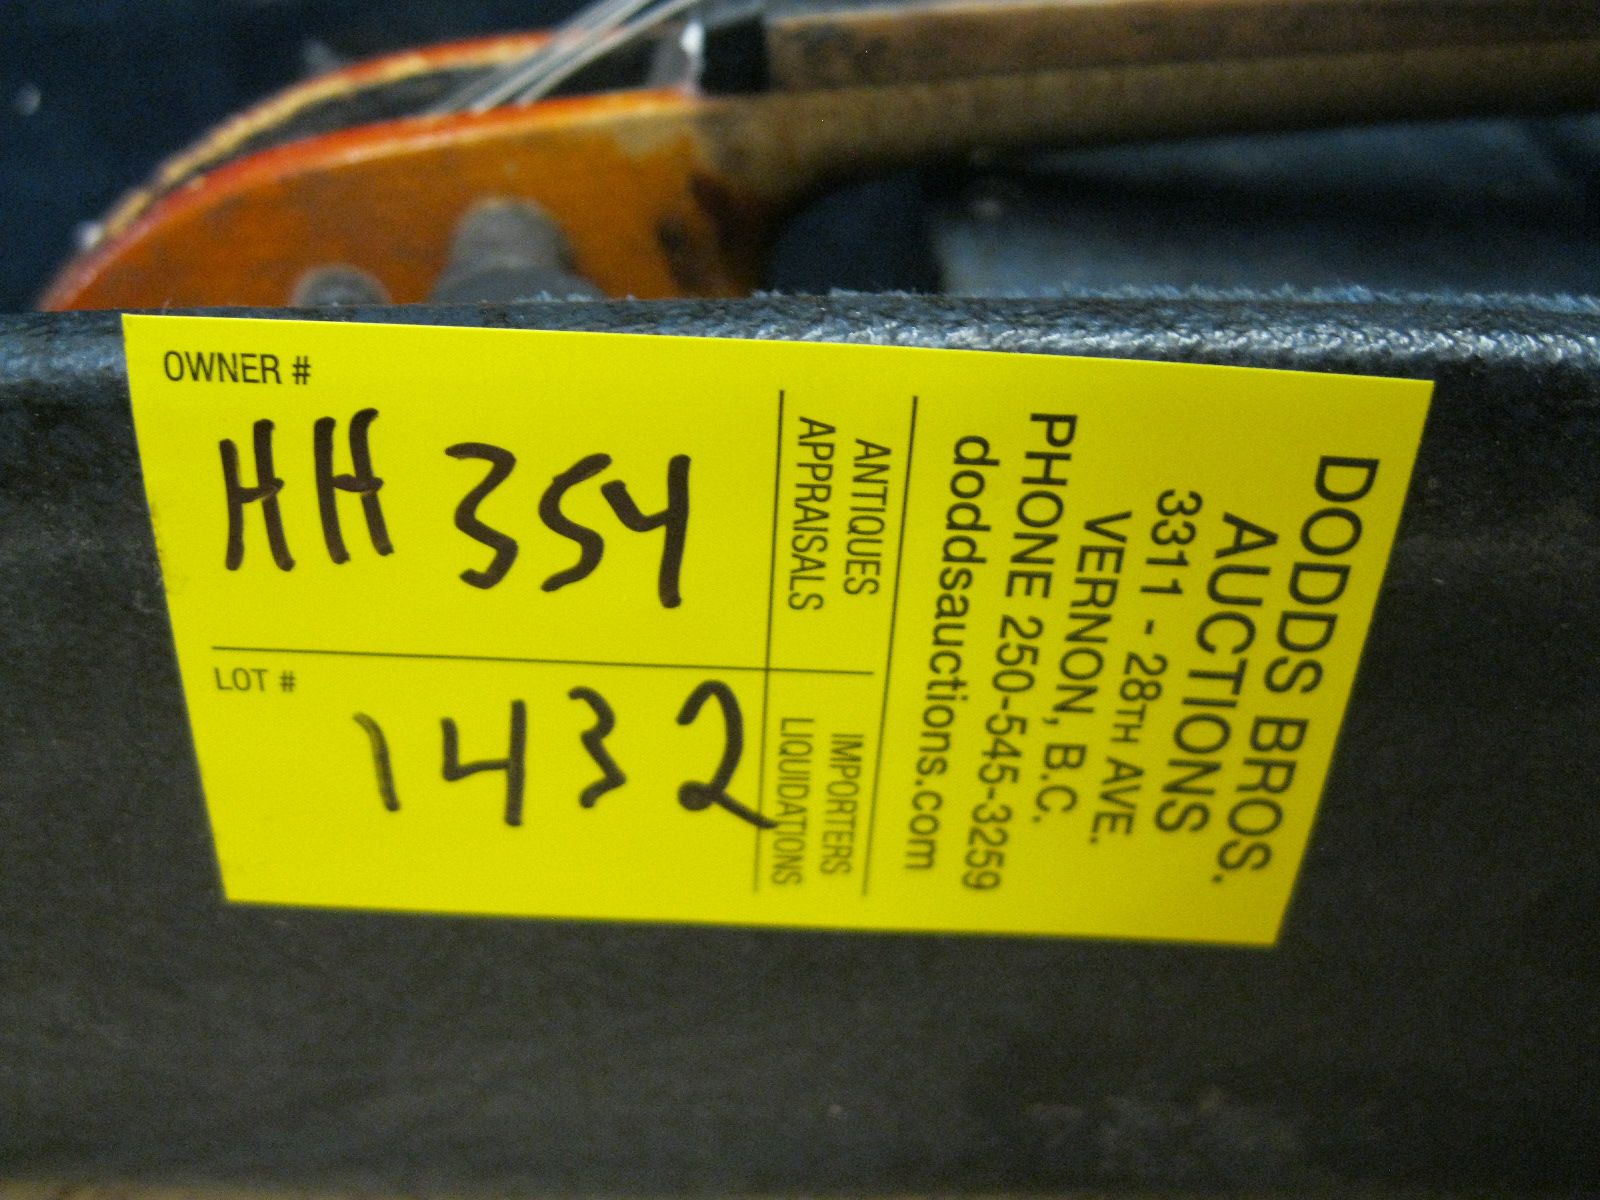 OWNER #
HH 354
LOT #
1432
ANTIQUES
APPRAISALS
IMPORTERS
LIQUIDATIONS
DODDS BROS.
AUCTIONS
3311 - 28TH AVE.
VERNON, B.C.
PHONE 250-545-3259
doddsauctions.com